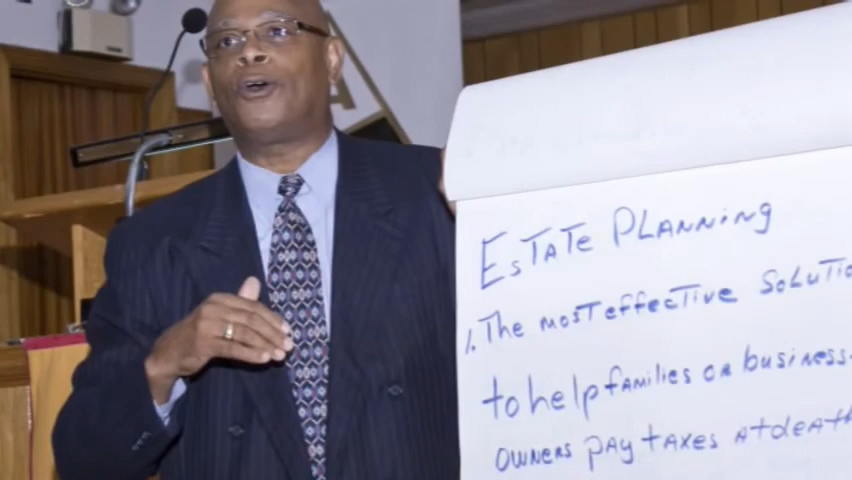 Estate Planning
1. The most effective solutio
to help families or business
owners pay taxes at death